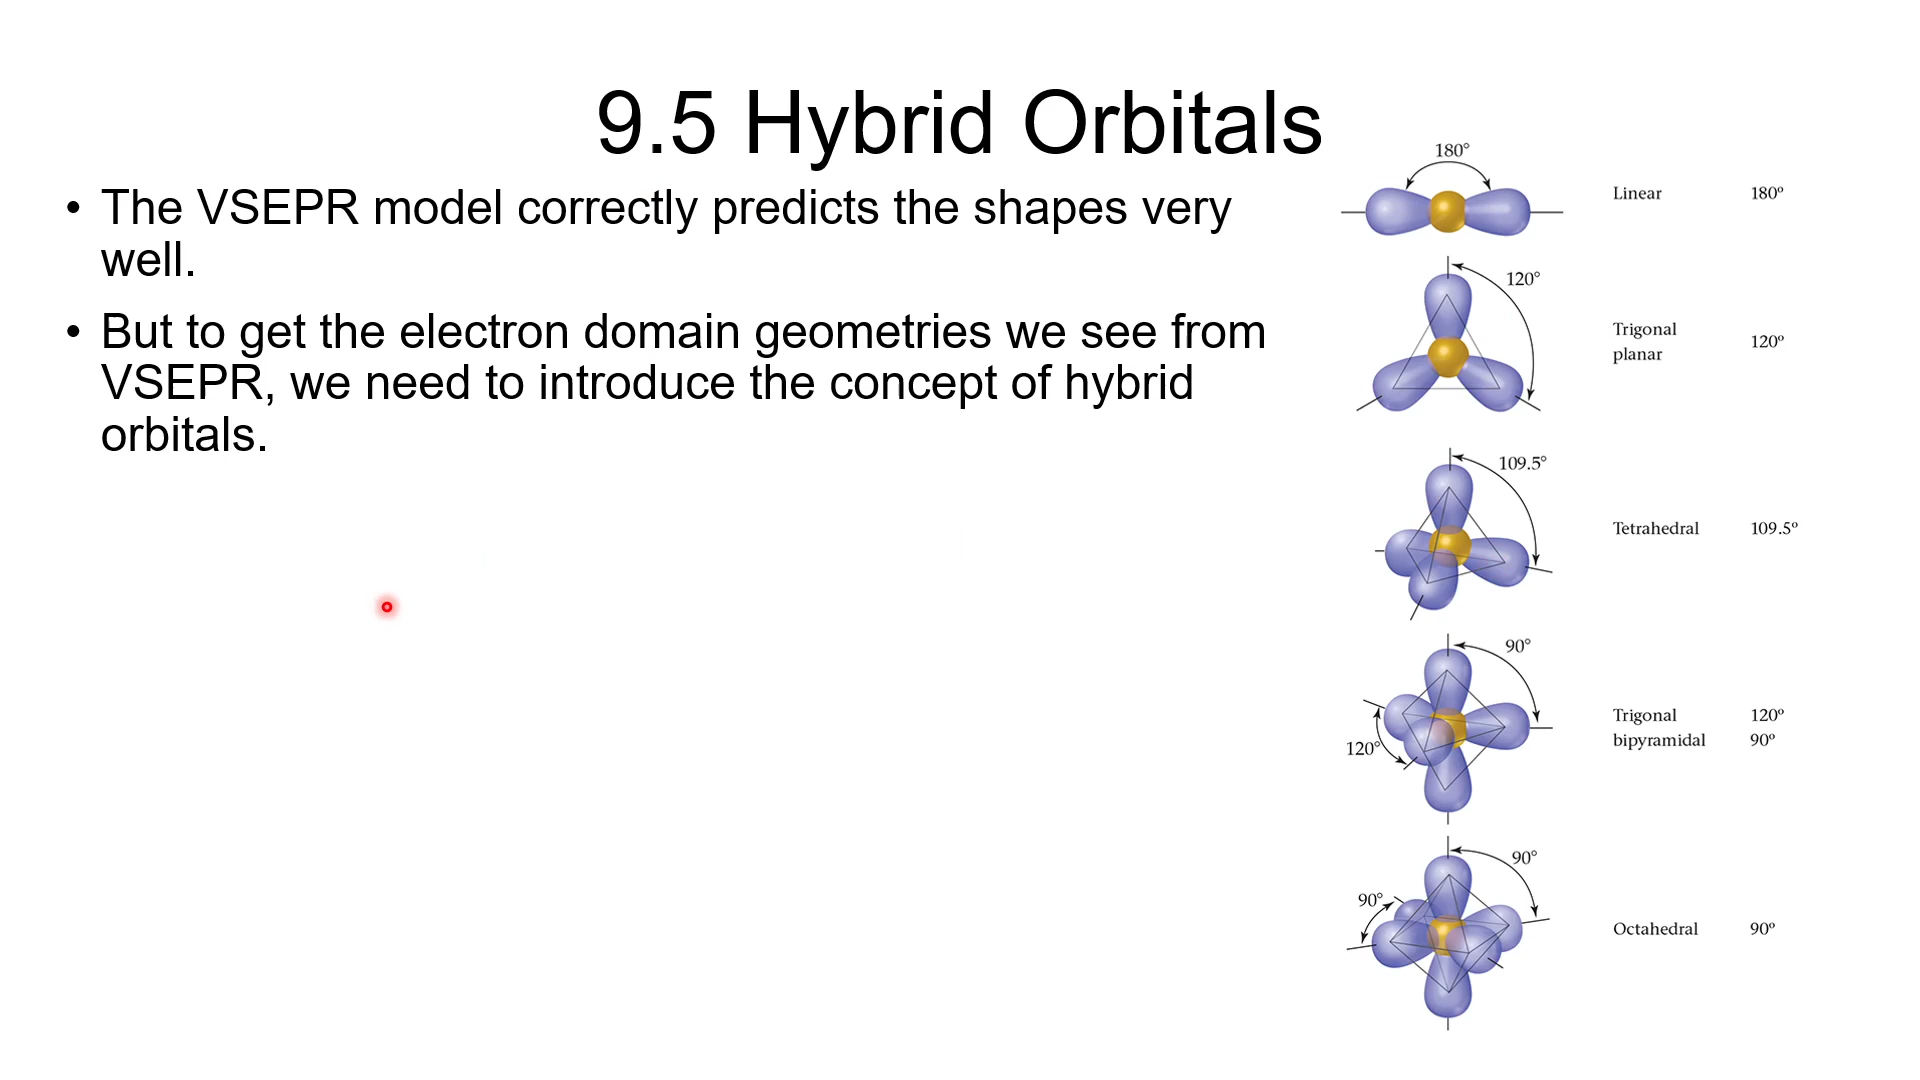 9.5 Hybrid Orbitals
• The VSEPR model correctly predicts the shapes very
well.
• But to get the electron domain geometries we see from
VSEPR, we need to introduce the concept of hybrid
orbitals.
180°
Linear 180º
120°
Trigonal
planar
120º
109.5°
Tetrahedral 109.5º
90°
120°
Trigonal 120º
bipyramidal 90º
90°
90°
Octahedral 90º